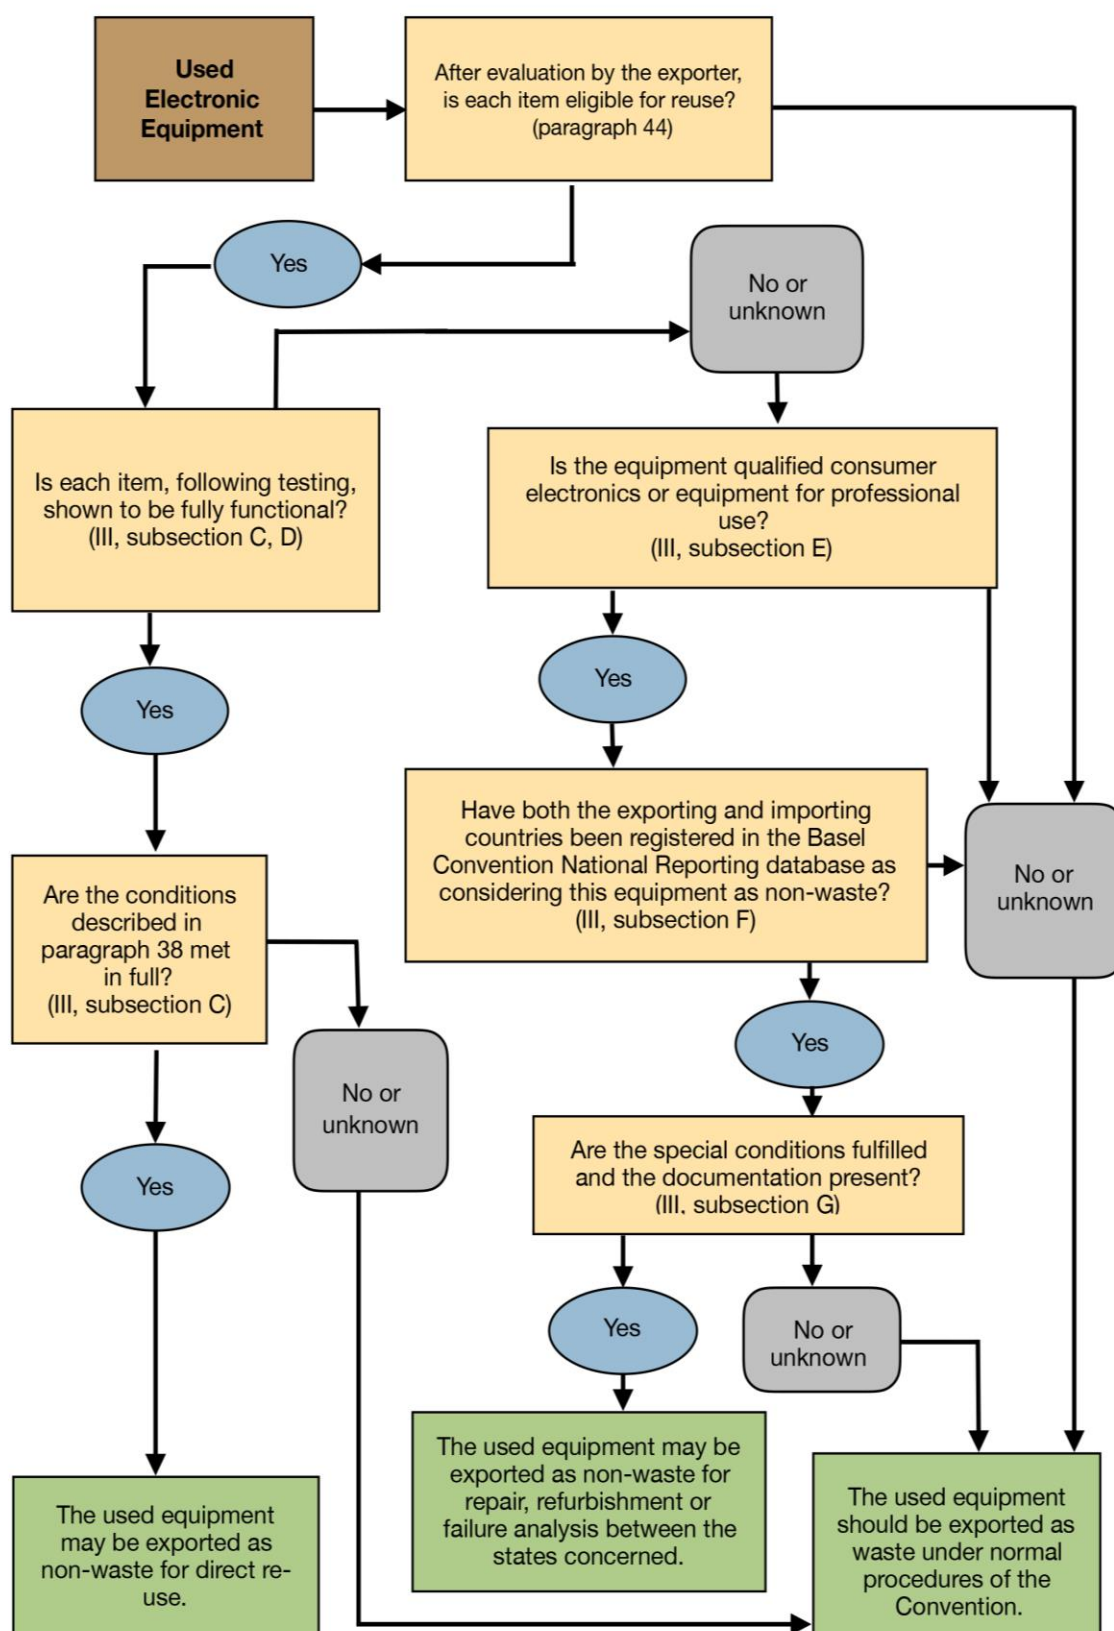 Used
Electronic
Equipment
After evaluation by the exporter,
is each item eligible for reuse?
(paragraph 44)
Yes
No or
unknown
Is each item, following testing,
shown to be fully functional?
(III, subsection C, D)
Is the equipment qualified consumer
electronics or equipment for professional
use?
(III, subsection E)
Yes
Yes
Have both the exporting and importing
countries been registered in the Basel
Convention National Reporting database as
considering this equipment as non-waste?
(III, subsection F)
No or
unknown
Are the conditions
described in
paragraph 38 met
in full?
(III, subsection C)
No or
unknown
Yes
Are the special conditions fulfilled
and the documentation present?
(III, subsection G)
Yes
Yes
No or
unknown
The used equipment
may be exported as
non-waste for direct re-
use.
The used equipment may be
exported as non-waste for
repair, refurbishment or
failure analysis between the
states concerned.
The used equipment
should be exported as
waste under normal
procedures of the
Convention.